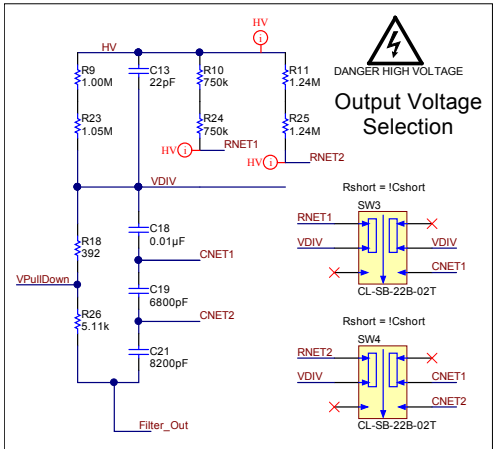 HV
HV
R9
1.00M
C13
22pF
R10
750k
R11
1.24M
DANGER HIGH VOLTAGE
Output Voltage
Selection
R23
1.05M
R24
750k
R25
1.24M
HV
RNET1
HV
RNET2
VDIV
Rshort = !Cshort
SW3
RNET1
VDIV
VDIV
CNET1
CL-SB-22B-02T
C18
0.01µF
R18
392
CNET1
VPullDown
C19
6800pF
R26
5.11k
CNET2
Rshort = !Cshort
SW4
RNET2
VDIV
CNET1
CNET2
CL-SB-22B-02T
C21
8200pF
Filter_Out